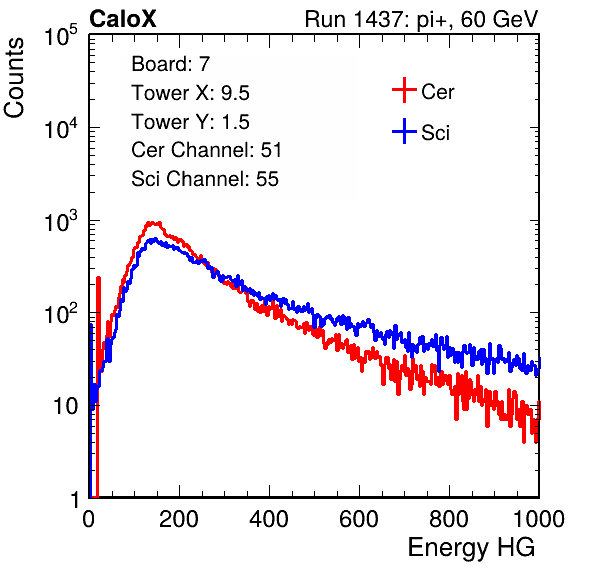 CaloX Run 1437: pi+, 60 GeV
Counts
10^5
10^4
10^3
10^2
10
1
Board: 7
Tower X: 9.5
Tower Y: 1.5
Cer Channel: 51
Sci Channel: 55
Cer
Sci
0 200 400 600 800 1000
Energy HG